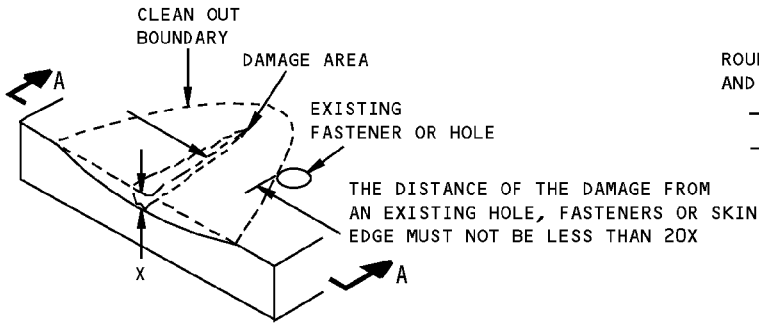 CLEAN OUT
BOUNDARY
DAMAGE AREA
A
EXISTING
FASTENER OR HOLE
THE DISTANCE OF THE DAMAGE FROM
AN EXISTING HOLE, FASTENERS OR SKIN
EDGE MUST NOT BE LESS THAN 20X
X
A
AND